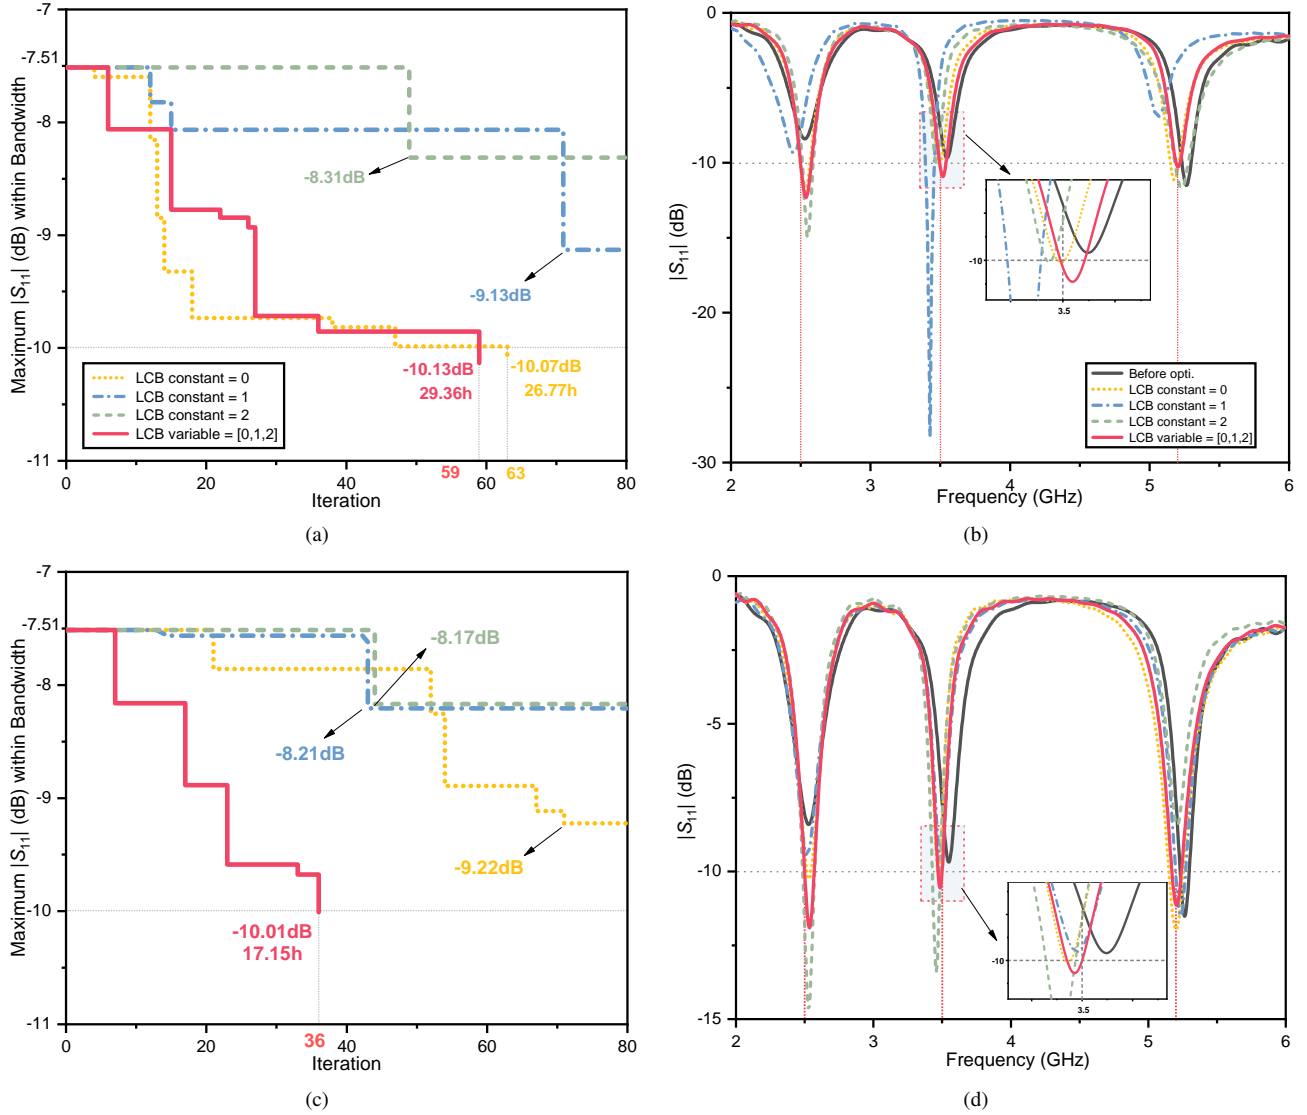 -7
-7.51
-8
-9
-10
-11
Maximum |S11| (dB) within Bandwidth
-8.31dB
-9.13dB
-10.13dB
29.36h
-10.07dB
26.77h
LCB constant = 0
LCB constant = 1
LCB constant = 2
LCB variable = [0,1,2]
59
63
0
20
40
60
80
Iteration
(a)
0
-10
-20
-30
|S11| (dB)
-10
3.5
Before opti.
LCB constant = 0
LCB constant = 1
LCB constant = 2
LCB variable = [0,1,2]
2
3
4
5
6
Frequency (GHz)
(b)
-7
-7.51
-8
-9
-10
-11
Maximum |S11| (dB) within Bandwidth
-8.17dB
-8.21dB
-9.22dB
-10.01dB
17.15h
36
0
20
40
60
80
Iteration
(c)
0
-5
-10
-15
|S11| (dB)
-10
3.5
2
3
4
5
6
Frequency (GHz)
(d)